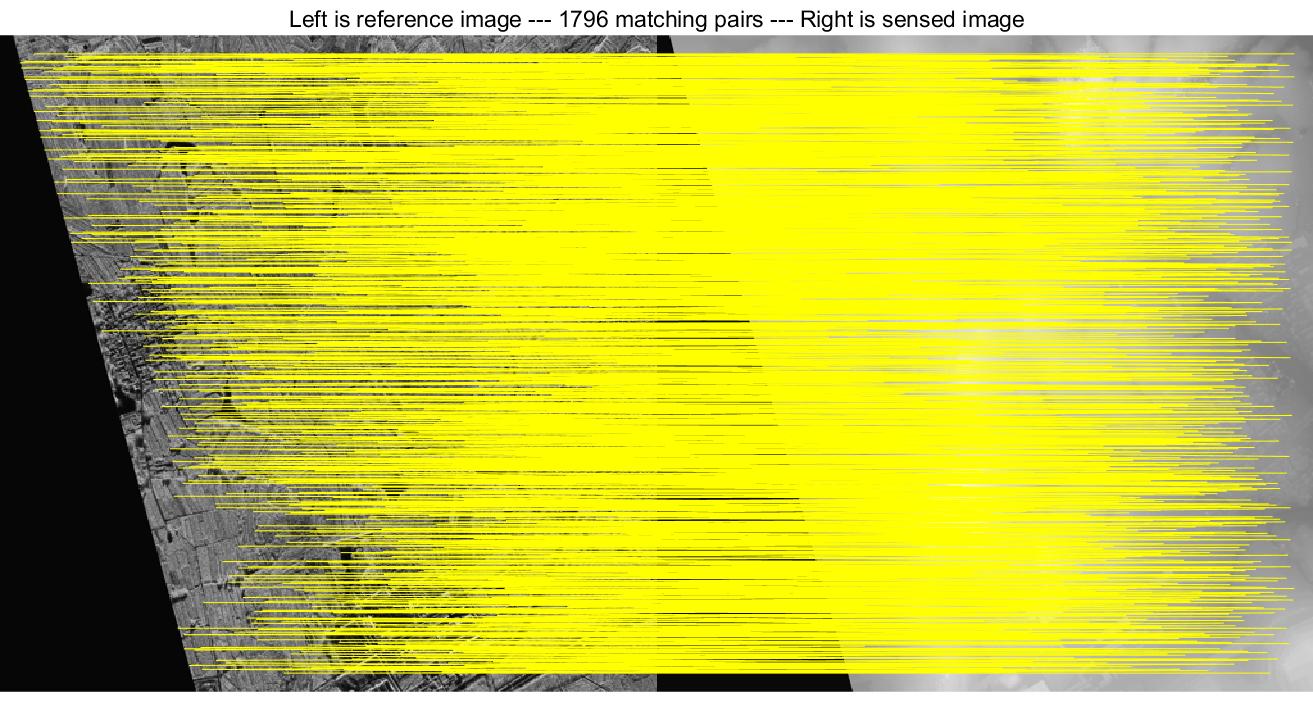 Left is reference image --- 1796 matching pairs --- Right is sensed image